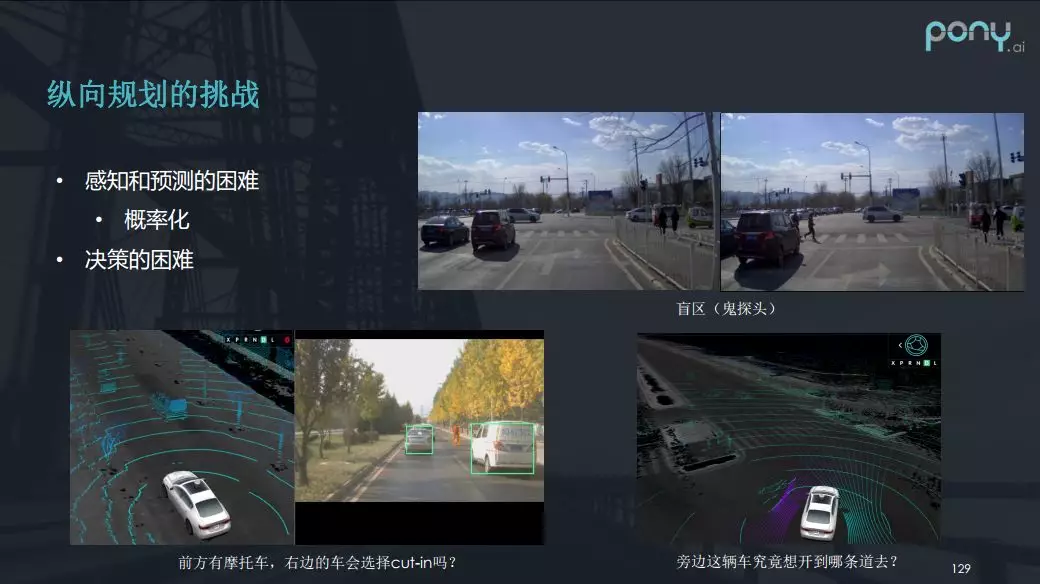 pony.ai
纵向规划的挑战
• 感知和预测的困难
• 概率化
• 决策的困难
盲区（鬼探头）
X P R N D L 0
X P R N D L
前方有摩托车，右边的车会选择cut-in吗？
旁边这辆车究竟想开到哪条道去？
129